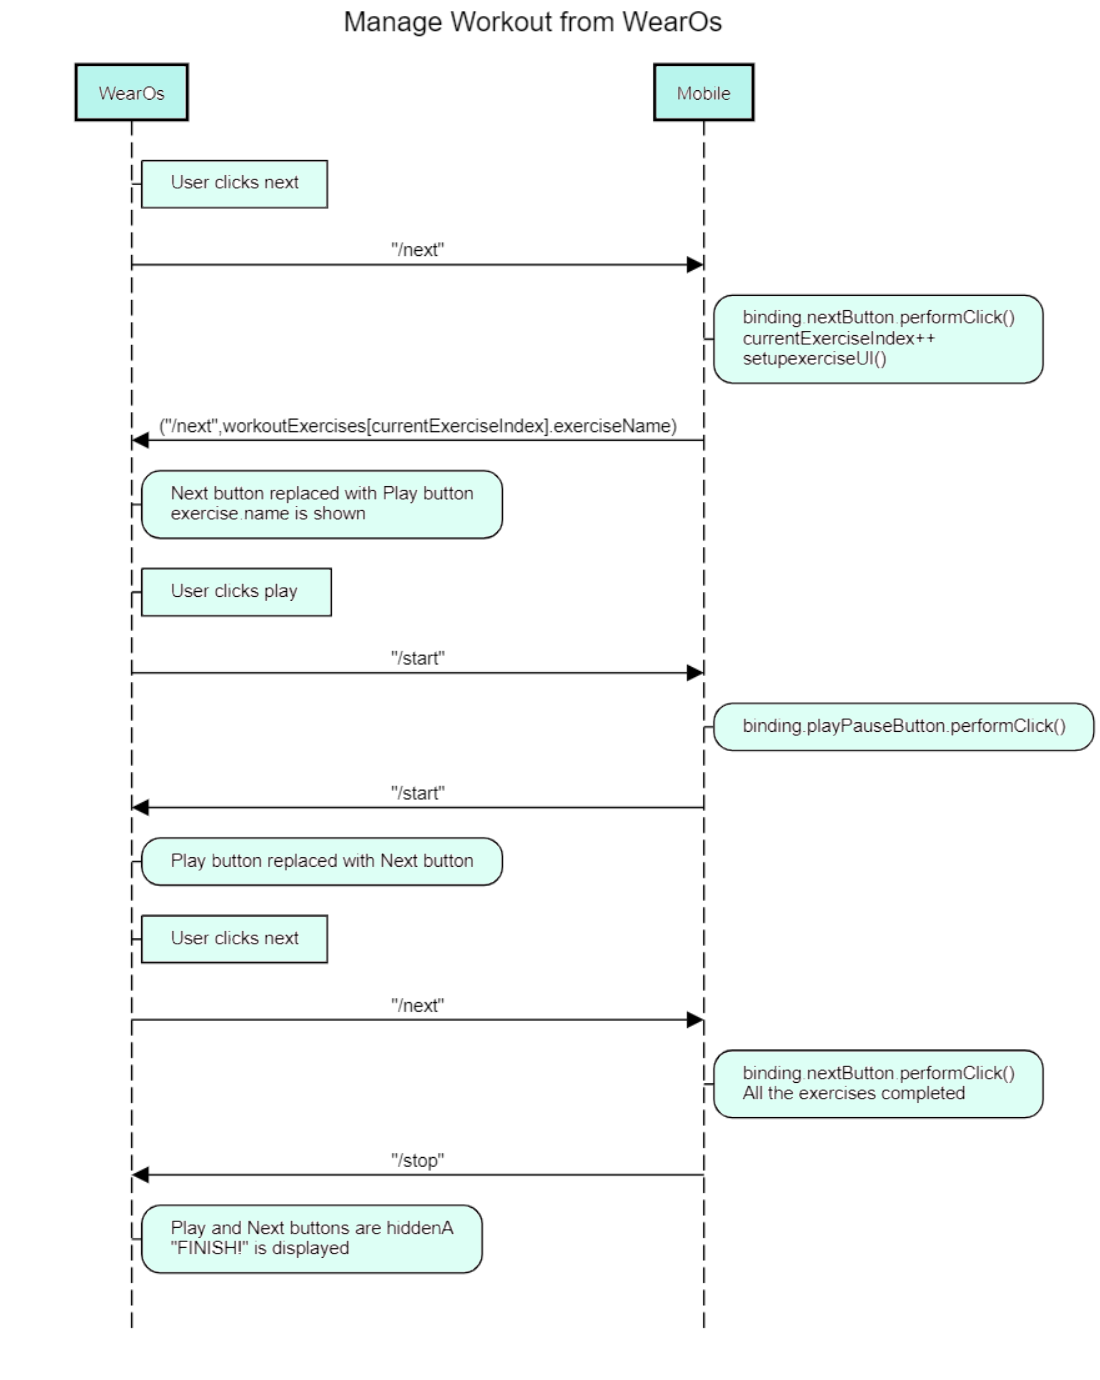 Manage Workout from WearOs
WearOs
Mobile
User clicks next
"/next"
binding.nextButton.performClick()
currentExerciseIndex++
setupexerciseUI()
("/next",workoutExercises[currentExerciseIndex].exerciseName)
Next button replaced with Play button
exercise.name is shown
User clicks play
"/start"
binding.playPauseButton.performClick()
"/start"
Play button replaced with Next button
User clicks next
"/next"
binding.nextButton.performClick()
All the exercises completed
"/stop"
Play and Next buttons are hiddenA
"FINISH!" is displayed